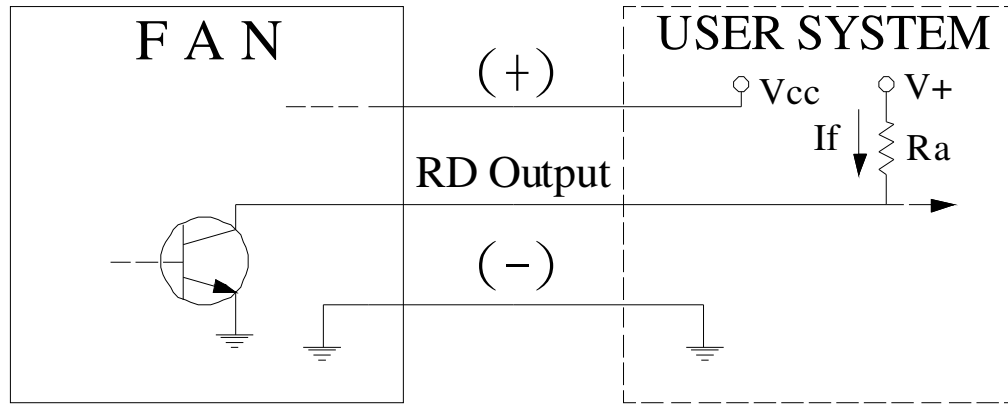 F A N
USER SYSTEM
(+)
Vcc
V+
If
Ra
RD Output
(-)